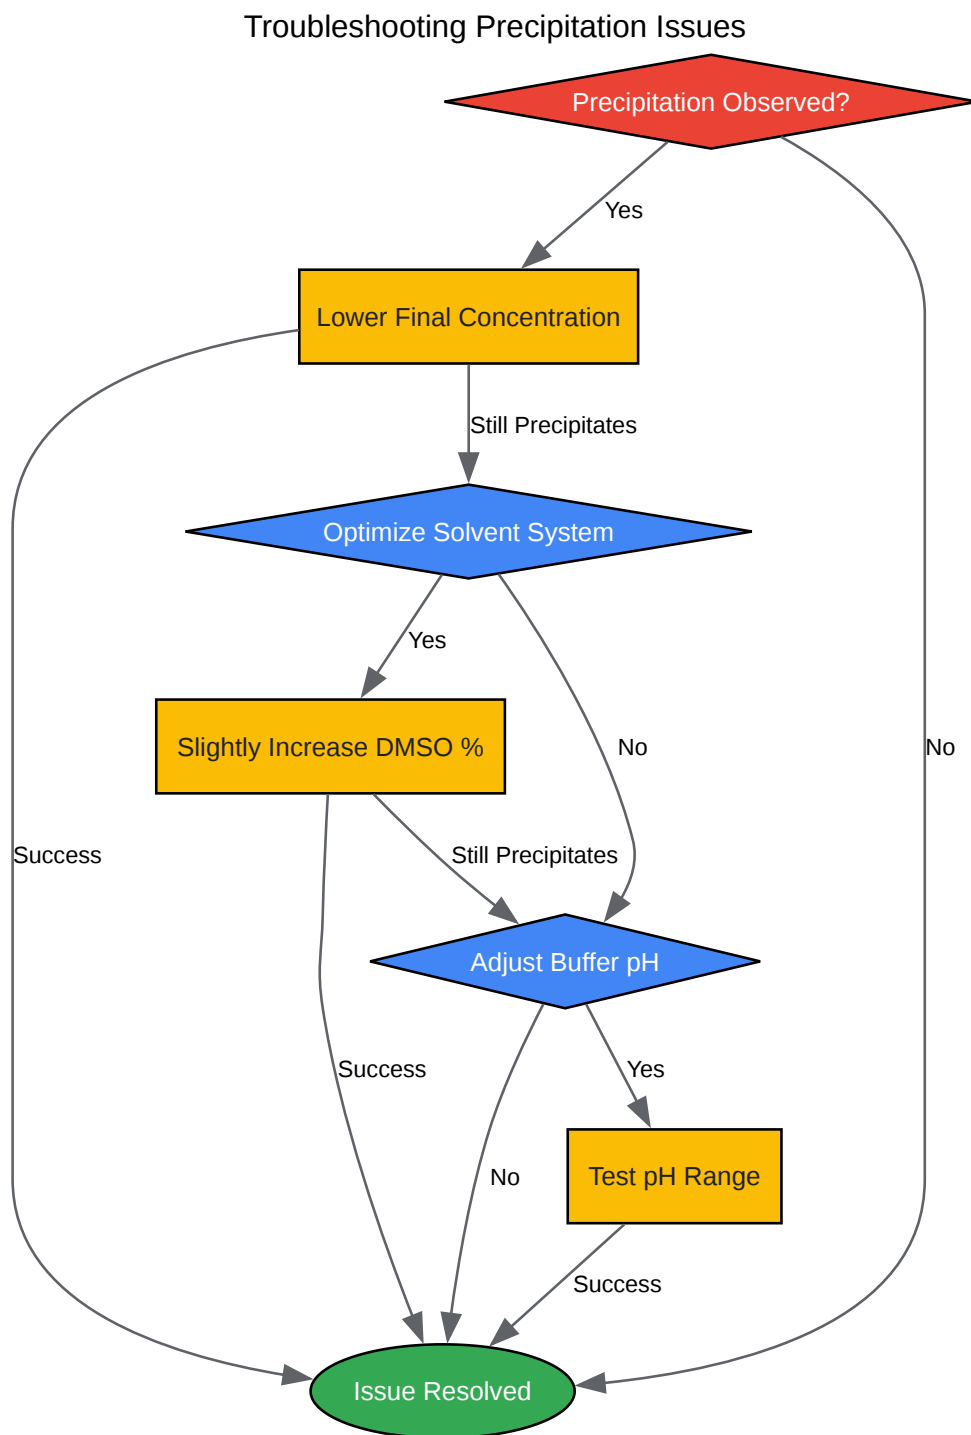 Troubleshooting Precipitation Issues
Precipitation Observed?
Yes
Lower Final Concentration
Still Precipitates
Optimize Solvent System
Yes
Slightly Increase DMSO %
No
No
Success
Still Precipitates
Adjust Buffer pH
Success
Yes
No
Test pH Range
Success
Issue Resolved